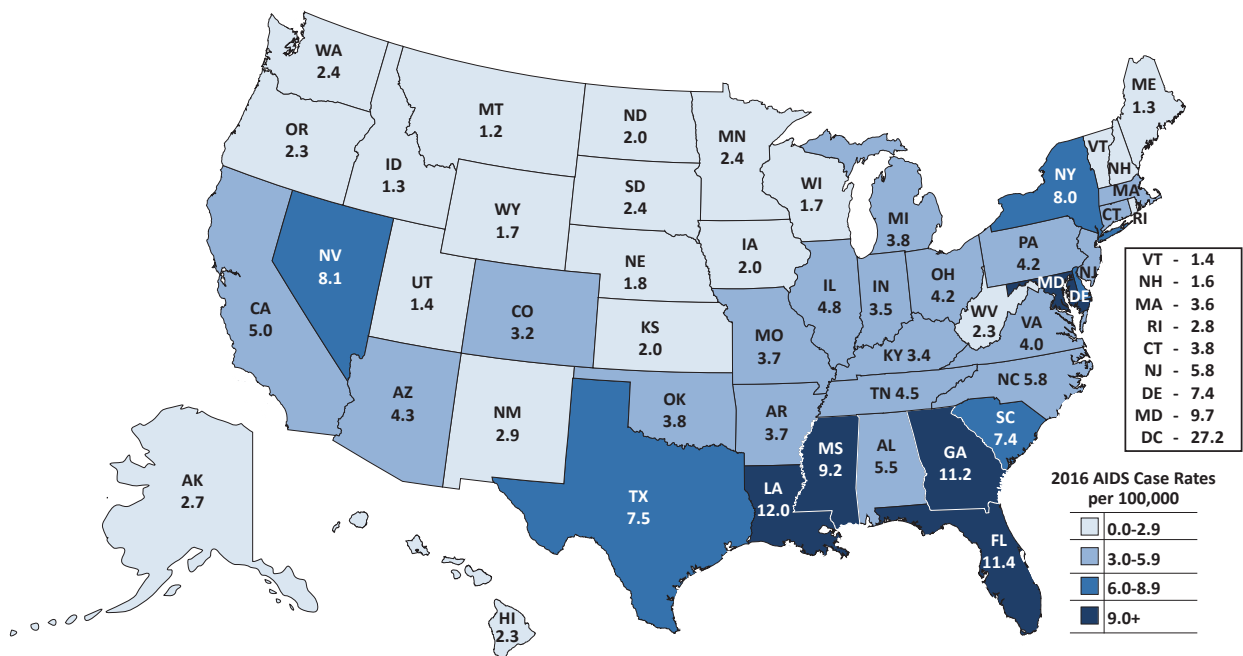 WA
2.4
MT
1.2
ND
2.0
MN
2.4
ME
1.3
OR
2.3
ID
1.3
SD
2.4
WI
1.7
VT
NH
NY
8.0
MA
WY
1.7
MI
3.8
CT
RI
NV
8.1
UT
1.4
NE
1.8
IA
2.0
PA
4.2
NJ
CA
5.0
CO
3.2
KS
2.0
MO
3.7
IL
4.8
IN
3.5
OH
4.2
WV
2.3
MD
DE
VA
4.0
KY 3.4
AZ
4.3
NM
2.9
OK
3.8
AR
3.7
TN 4.5
NC 5.8
SC
7.4
MS
9.2
AL
5.5
GA
11.2
TX
7.5
LA
12.0
FL
11.4
AK
2.7
HI
2.3
VT - 1.4
NH - 1.6
MA - 3.6
RI - 2.8
CT - 3.8
NJ - 5.8
DE - 7.4
MD - 9.7
DC - 27.2
2016 AIDS Case Rates
per 100,000
0.0-2.9
3.0-5.9
6.0-8.9
9.0+